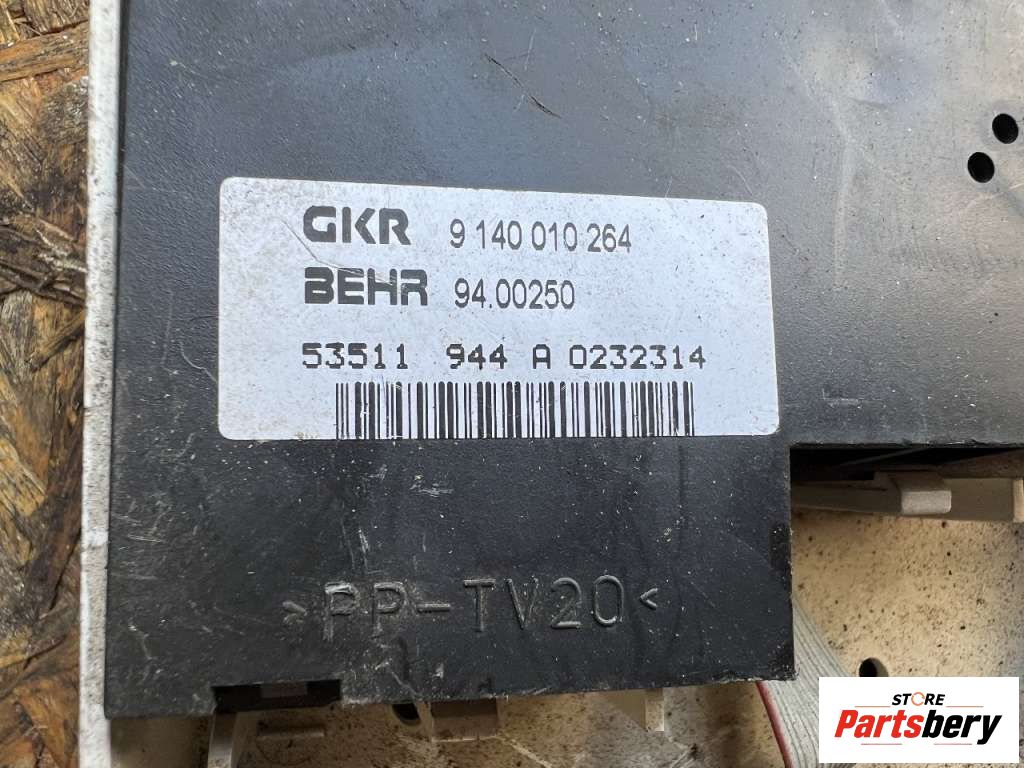 GKR 9 140 010 264
BEHR 94.00250
53511 944 A 0232314
>PP-TV20<
STORE
Partsbery